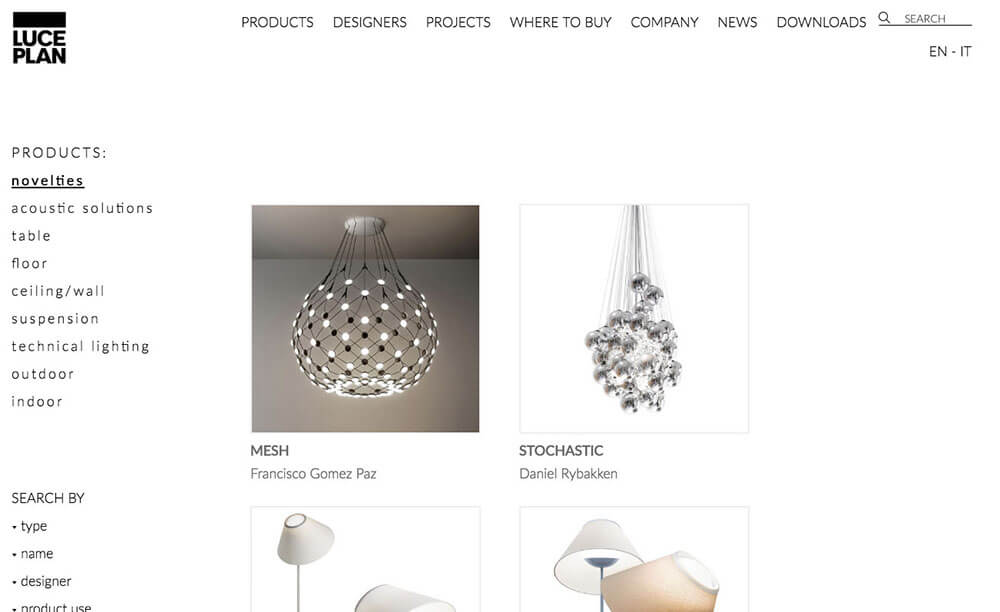 LUCE
PLAN
PRODUCTS DESIGNERS PROJECTS WHERE TO BUY COMPANY NEWS DOWNLOADS SEARCH
EN - IT
PRODUCTS:
novelties
acoustic solutions
table
floor
ceiling/wall
suspension
technical lighting
outdoor
indoor
MESH
Francisco Gomez Paz
STOCHASTIC
Daniel Rybakken
SEARCH BY
type
name
designer
product use